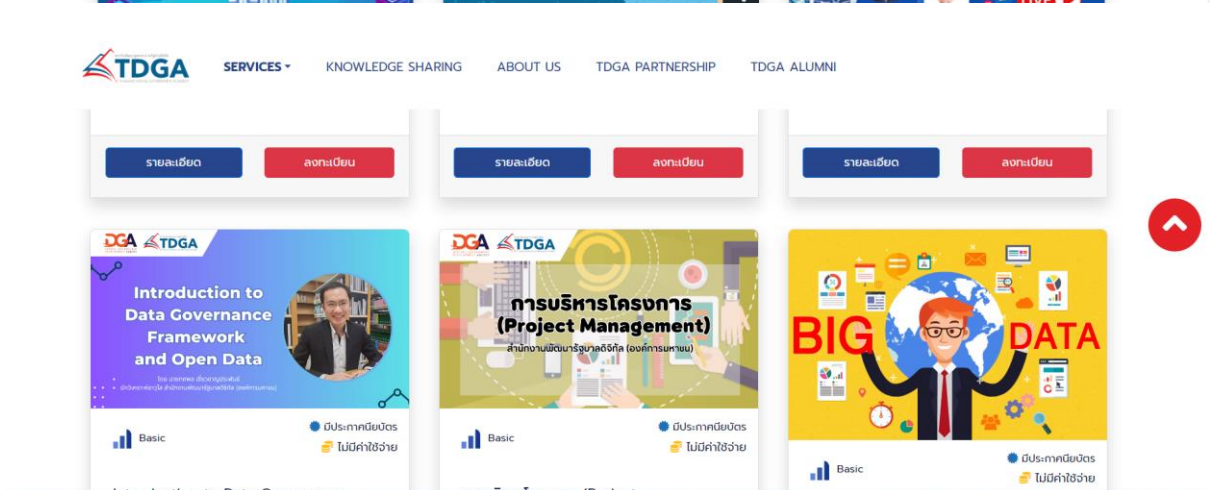 LIVE
TDGA
SERVICES
KNOWLEDGE SHARING
ABOUT US
TDGA PARTNERSHIP
TDGA ALUMNI
รายละเอียด
ลงทะเบียน
รายละเอียด
ลงทะเบียน
รายละเอียด
ลงทะเบียน
DGA TDGA
Introduction to
Data Governance
Framework
and Open Data
Basic
มีประกาศนียบัตร
ไม่มีค่าใช้จ่าย
DGA TDGA
การบริหารโครงการ
(Project Management)
สำนักงานพัฒนารัฐบาลดิจิทัล (องค์การมหาชน)
Basic
มีประกาศนียบัตร
ไม่มีค่าใช้จ่าย
BIG DATA
Basic
มีประกาศนียบัตร
ไม่มีค่าใช้จ่าย